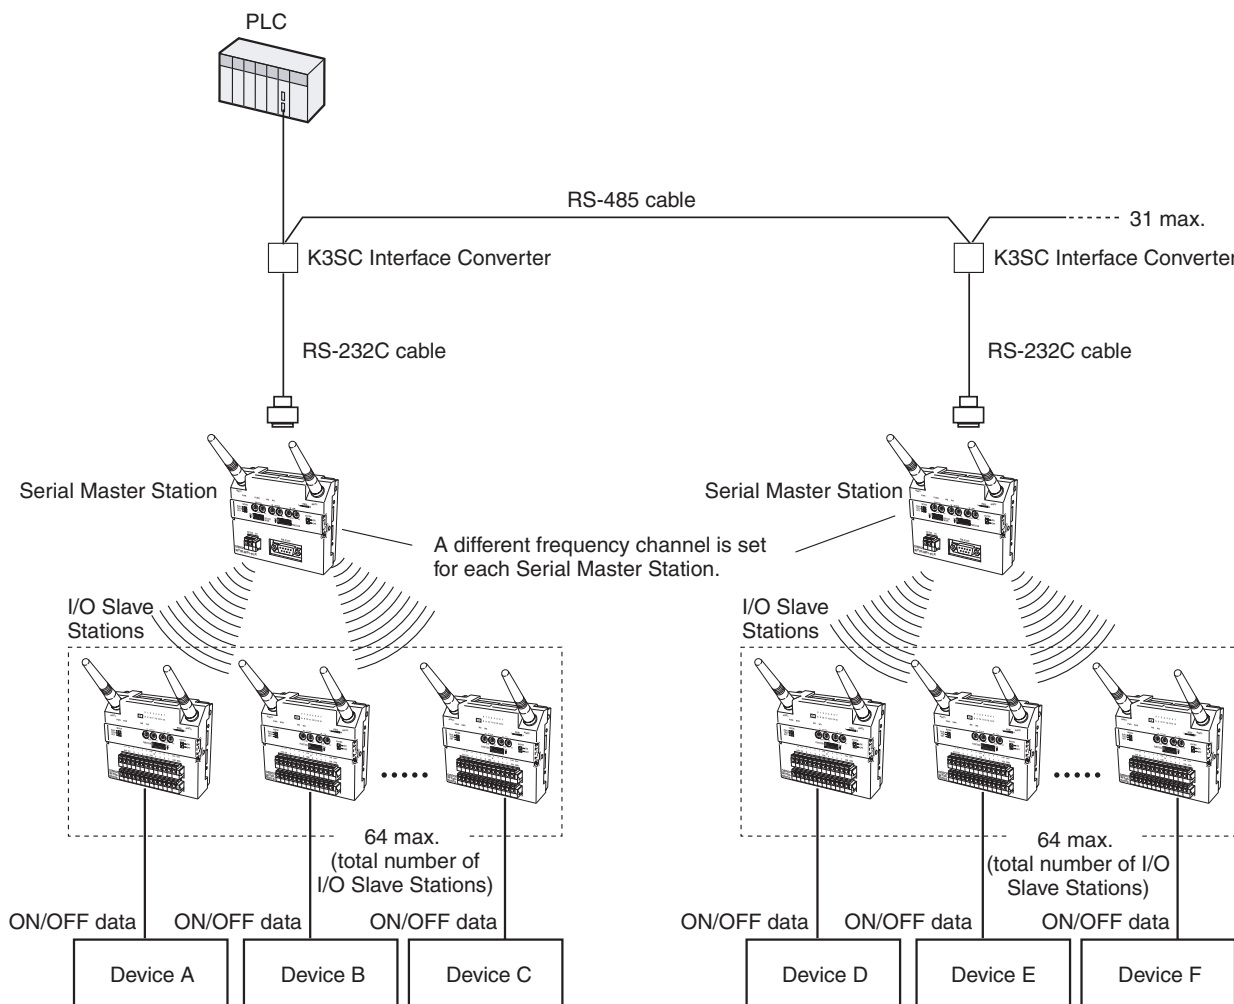 PLC
RS-485 cable
31 max.
K3SC Interface Converter
K3SC Interface Converter
RS-232C cable
RS-232C cable
Serial Master Station
Serial Master Station
A different frequency channel is set
for each Serial Master Station.
I/O Slave
Stations
I/O Slave
Stations
64 max.
(total number of
I/O Slave Stations)
64 max.
(total number of I/O
Slave Stations)
ON/OFF data
ON/OFF data
ON/OFF data
ON/OFF data
ON/OFF data
ON/OFF data
Device A
Device B
Device C
Device D
Device E
Device F